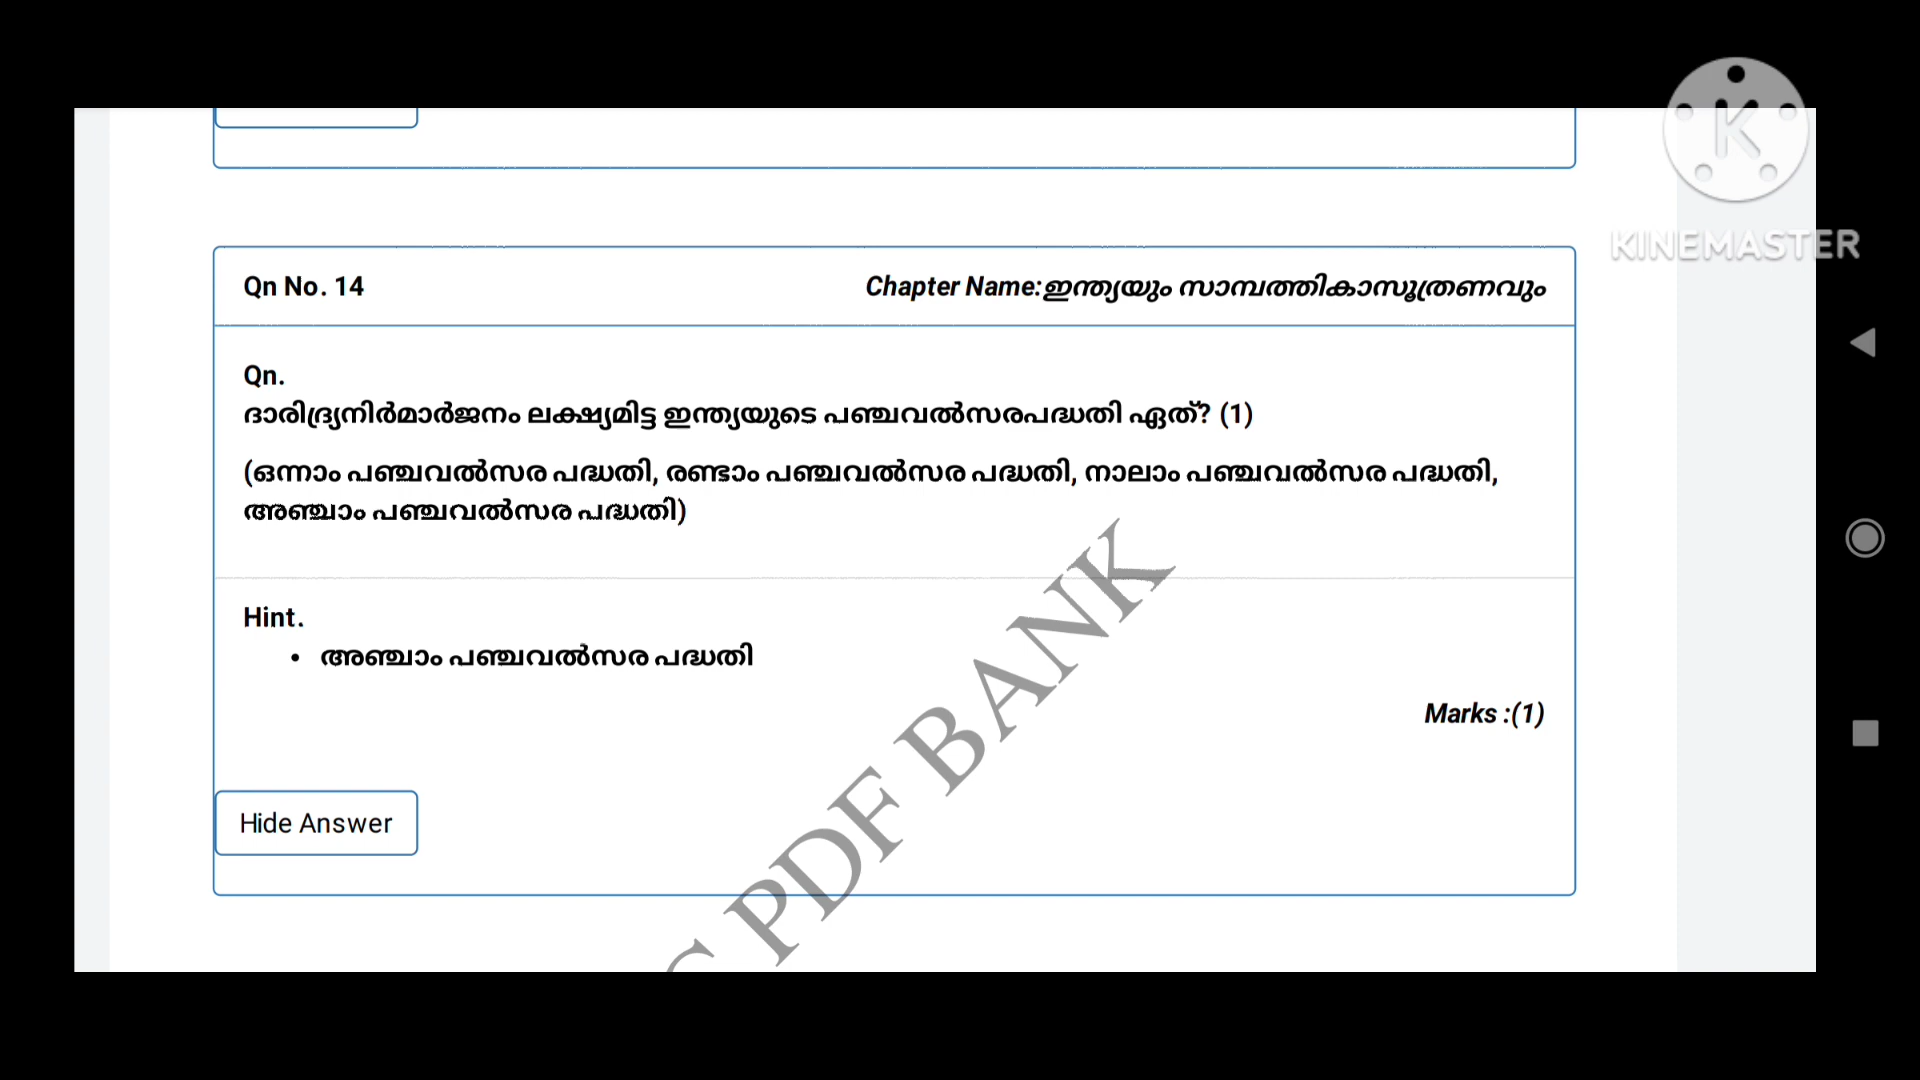 KINEMASTER
Qn No. 14
Chapter Name:ഇന്ത്യയും സാമ്പത്തികാസൂത്രണവും
Qn.
ദാരിദ്ര്യനിർമാർജനം ലക്ഷ്യമിട്ട ഇന്ത്യയുടെ പഞ്ചവൽസരപദ്ധതി ഏത്? (1)
(ഒന്നാം പഞ്ചവൽസര പദ്ധതി, രണ്ടാം പഞ്ചവൽസര പദ്ധതി, നാലാം പഞ്ചവൽസര പദ്ധതി,
അഞ്ചാം പഞ്ചവൽസര പദ്ധതി)
Hint.
• അഞ്ചാം പഞ്ചവൽസര പദ്ധതി
Marks :(1)
Hide Answer
PDF BANK